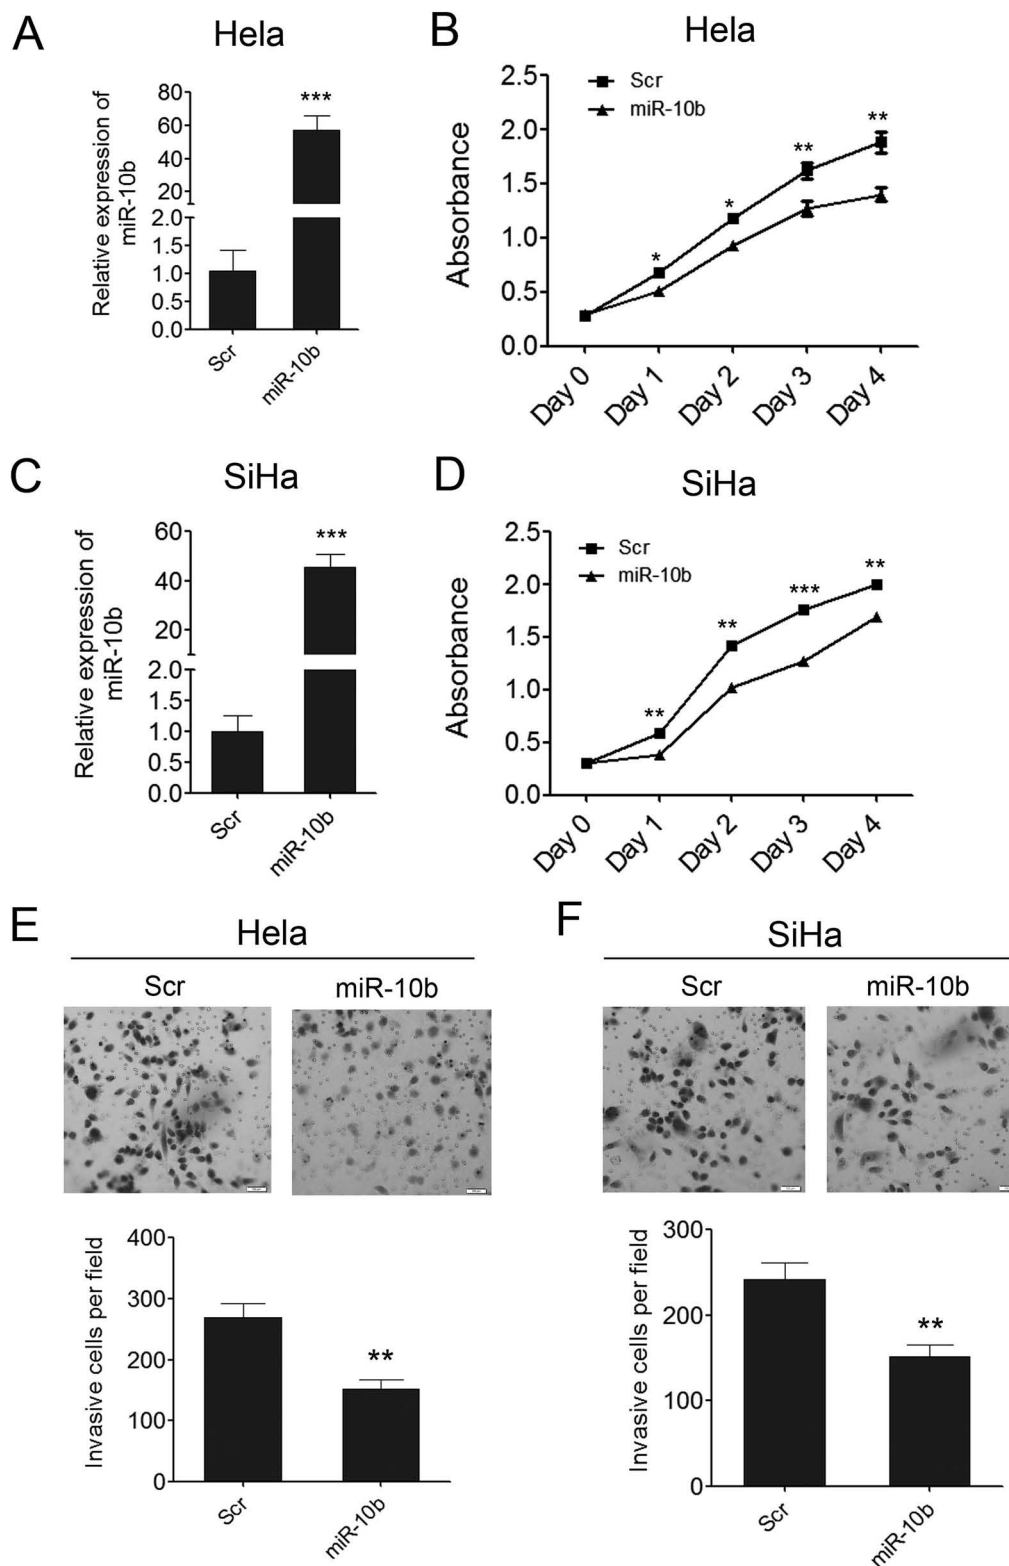 A
Hela
Relative expression of
miR-10b
80
60
40
20
2.0
1.5
1.0
0.5
0.0
***
Scr
miR-10b
B
Hela
Absorbance
2.5
2.0
1.5
1.0
0.5
0.0
Scr
miR-10b
*
*
**
**
Day 0
Day 1
Day 2
Day 3
Day 4
C
SiHa
Relative expression of
miR-10b
60
40
20
2.0
1.5
1.0
0.5
0.0
***
Scr
miR-10b
D
SiHa
Absorbance
2.5
2.0
1.5
1.0
0.5
0.0
Scr
miR-10b
**
**
***
**
Day 0
Day 1
Day 2
Day 3
Day 4
E
Hela
Scr
miR-10b
Invasive cells per field
400
300
200
100
0
**
Scr
miR-10b
F
SiHa
Scr
miR-10b
Invasive cells per field
300
200
100
0
**
Scr
miR-10b